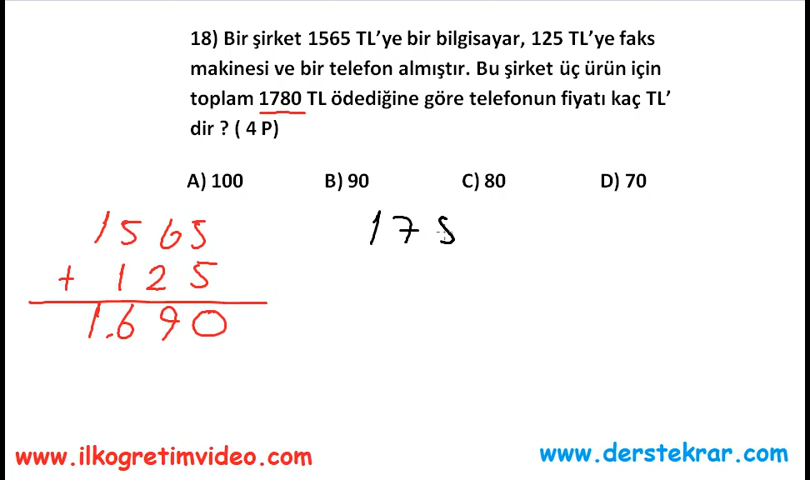 18) Bir şirket 1565 TL’ye bir bilgisayar, 125 TL’ye faks
makinesi ve bir telefon almıştır. Bu şirket üç ürün için
toplam 1780 TL ödediğine göre telefonun fiyatı kaç TL’
dir ? ( 4 P)
A) 100 B) 90 C) 80 D) 70
1565
+ 125
1.690
17
www.ilkogretimvideo.com
www.derstekrar.com